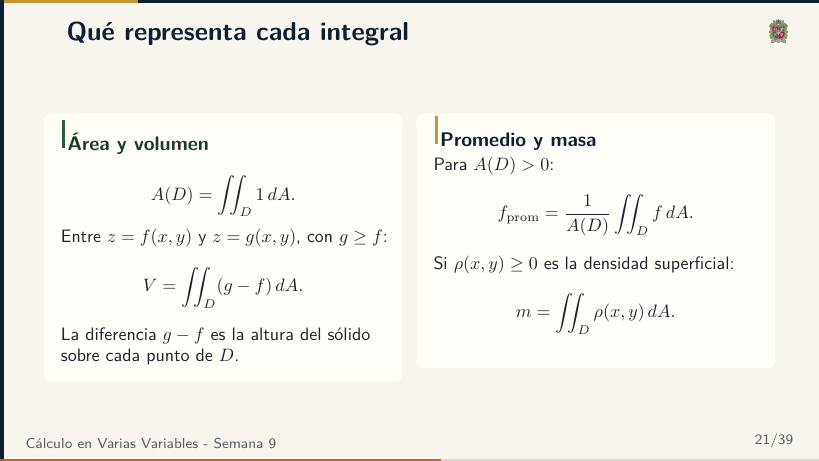 Qué representa cada integral
Área y volumen
A(D) = ∬_D 1 dA.
Entre z = f(x, y) y z = g(x, y), con g ≥ f:
V = ∬_D (g − f) dA.
La diferencia g − f es la altura del sólido
sobre cada punto de D.
Promedio y masa
Para A(D) > 0:
f_prom = 1/A(D) ∬_D f dA.
Si ρ(x, y) ≥ 0 es la densidad superficial:
m = ∬_D ρ(x, y) dA.
Cálculo en Varias Variables - Semana 9
21/39